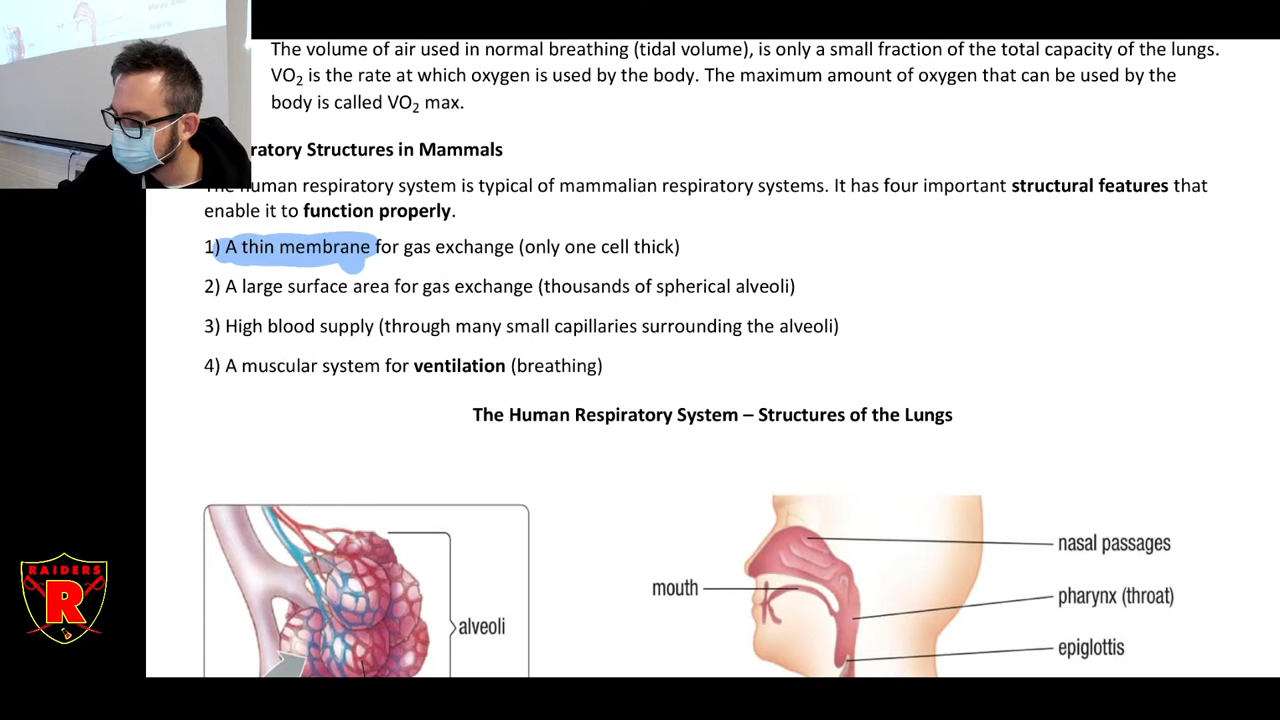 The volume of air used in normal breathing (tidal volume), is only a small fraction of the total capacity of the lungs.
VO2 is the rate at which oxygen is used by the body. The maximum amount of oxygen that can be used by the
body is called VO2 max.
ratory Structures in Mammals
human respiratory system is typical of mammalian respiratory systems. It has four important structural features that
enable it to function properly.
1) A thin membrane for gas exchange (only one cell thick)
2) A large surface area for gas exchange (thousands of spherical alveoli)
3) High blood supply (through many small capillaries surrounding the alveoli)
4) A muscular system for ventilation (breathing)
The Human Respiratory System – Structures of the Lungs
alveoli
mouth
nasal passages
pharynx (throat)
epiglottis
RAIDERS
R